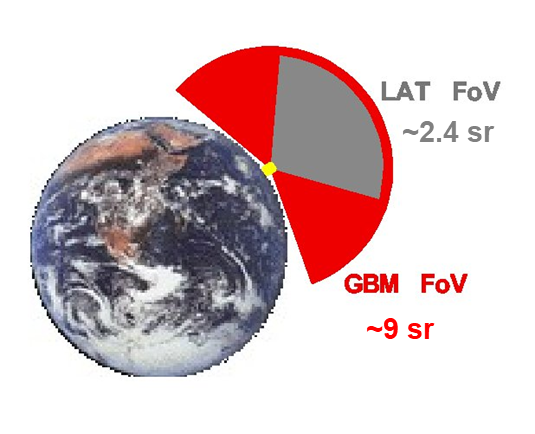 LAT FoV
~2.4 sr
GBM FoV
~9 sr